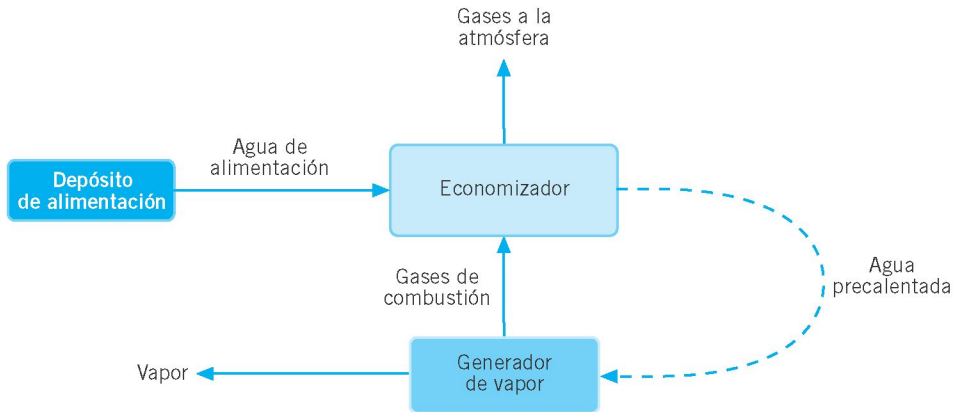 Gases a la
atmósfera
Agua de
alimentación
Depósito
de alimentación
Economizador
Gases de
combustión
Agua
precalentada
Vapor
Generador
de vapor